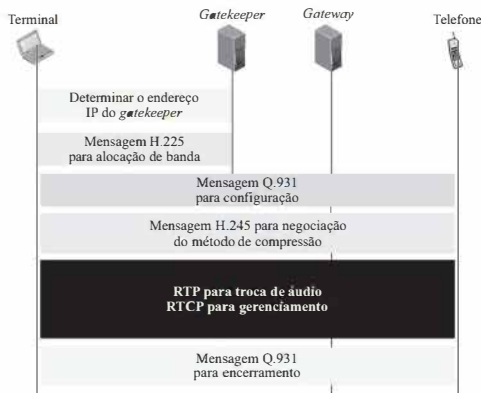 Terminal
Gatekeeper
Gateway
Telefone
Determinar o endereço
IP do gatekeeper
Mensagem H.225
para alocação de banda
Mensagem Q.931
para configuração
Mensagem H.245 para negociação
do método de compressão
RTP para troca de áudio
RTCP para gerenciamento
Mensagem Q.931
para encerramento